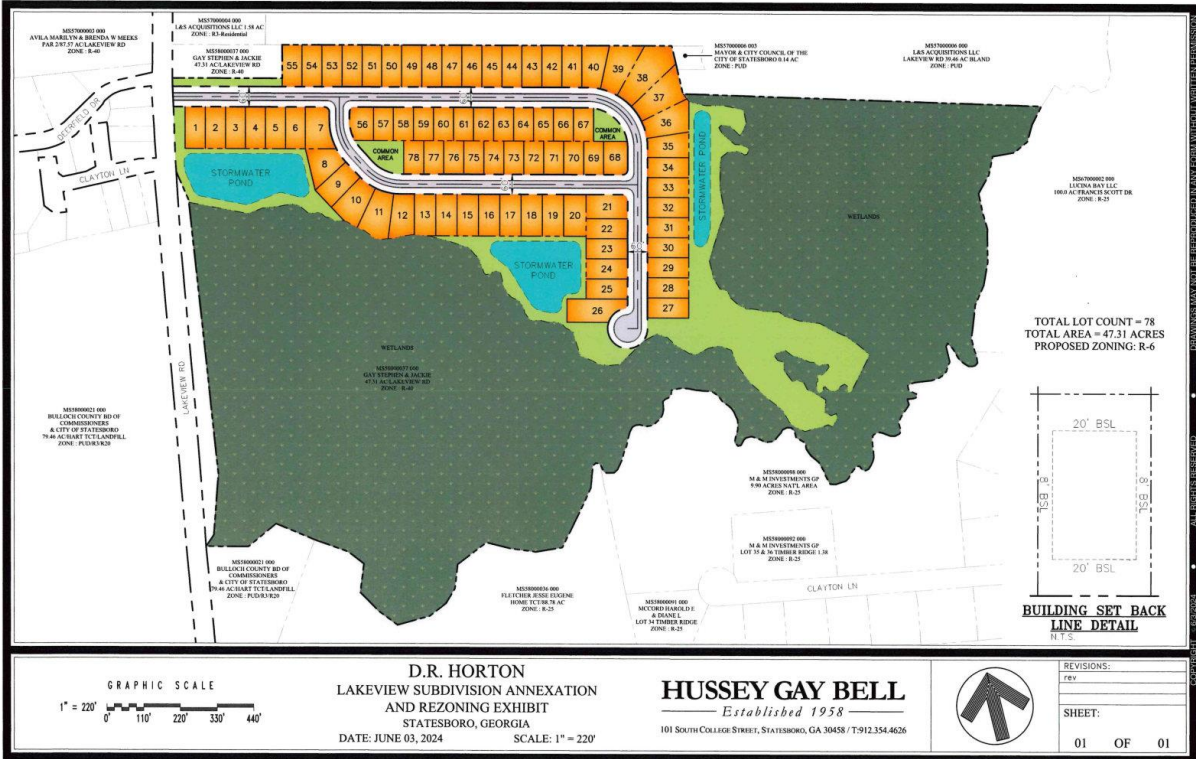 MS57000003 000
AVILA MARILYN & BRENDA W MEEKS
PAR 2/87.57 AC/LAKEVIEW RD
ZONE : R-40
MS57000004 000
L&S ACQUISITIONS LLC 1.58 AC
ZONE : R3-Residential
MS58000037 000
GAY STEPHEN & JACKIE
47.31 AC/LAKEVIEW RD
ZONE : R-40
MS57000006 003
MAYOR & CITY COUNCIL OF THE
CITY OF STATESBORO 0.14 AC
ZONE : PUD
MS57000006 000
L&S ACQUISITIONS LLC
LAKEVIEW RD 39.46 AC BLAND
ZONE : PUD
55 54 53 52 51 50 49 48 47 46 45 44 43 42 41 40 39 38 37 36 35 34 33 32 31 30 29 28 27
60'
60'
DEERFIELD DR
CLAYTON LN
1 2 3 4 5 6 7 8 9 10 11 12 13 14 15 16 17 18 19 20
56 57 58 59 60 61 62 63 64 65 66 67
COMMON
AREA
COMMON
AREA
78 77 76 75 74 73 72 71 70 69 68
60'
21
22
23
24
25
26
60'
STORMWATER
POND
STORMWATER
POND
STORMWATER POND
WETLANDS
MS67000002 000
LUCINA BAY LLC
100.0 AC/FRANCIS SCOTT DR
ZONE : R-25
WETLANDS
MS58000037 000
GAY STEPHEN & JACKIE
47.31 AC/LAKEVIEW RD
ZONE : R-40
LAKEVIEW RD
MS58000021 000
BULLOCH COUNTY BD OF
COMMISSIONERS
& CITY OF STATESBORO
79.46 AC/HART TCT/LANDFILL
ZONE : PUD/R3/R20
TOTAL LOT COUNT = 78
TOTAL AREA = 47.31 ACRES
PROPOSED ZONING: R-6
20' BSL
8' BSL
8' BSL
20' BSL
BUILDING SET BACK
LINE DETAIL
N.T.S.
MS58000098 000
M & M INVESTMENTS GP
9.90 ACRES NAT'L AREA
ZONE : R-25
MS58000092 000
M & M INVESTMENTS GP
LOT 35 & 36 TIMBER RIDGE 1.38
ZONE : R-25
CLAYTON LN
MS58000021 000
BULLOCH COUNTY BD OF
COMMISSIONERS
& CITY OF STATESBORO
79.46 AC/HART TCT/LANDFILL
ZONE : PUD/R3/R20
MS58000036 000
FLETCHER JESSE EUGENE
HOME TCT/88.78 AC
ZONE : R-25
MS58000091 000
MCCORD HAROLD E
& DIANE L
LOT 34 TIMBER RIDGE
ZONE : R-25
GRAPHIC SCALE
1" = 220'
0' 110' 220' 330' 440'
D.R. HORTON
LAKEVIEW SUBDIVISION ANNEXATION
AND REZONING EXHIBIT
STATESBORO, GEORGIA
DATE: JUNE 03, 2024 SCALE: 1" = 220'
HUSSEY GAY BELL
Established 1958
101 SOUTH COLLEGE STREET, STATESBORO, GA 30458 / T:912.354.4626
REVISIONS:
rev
SHEET:
01 OF 01